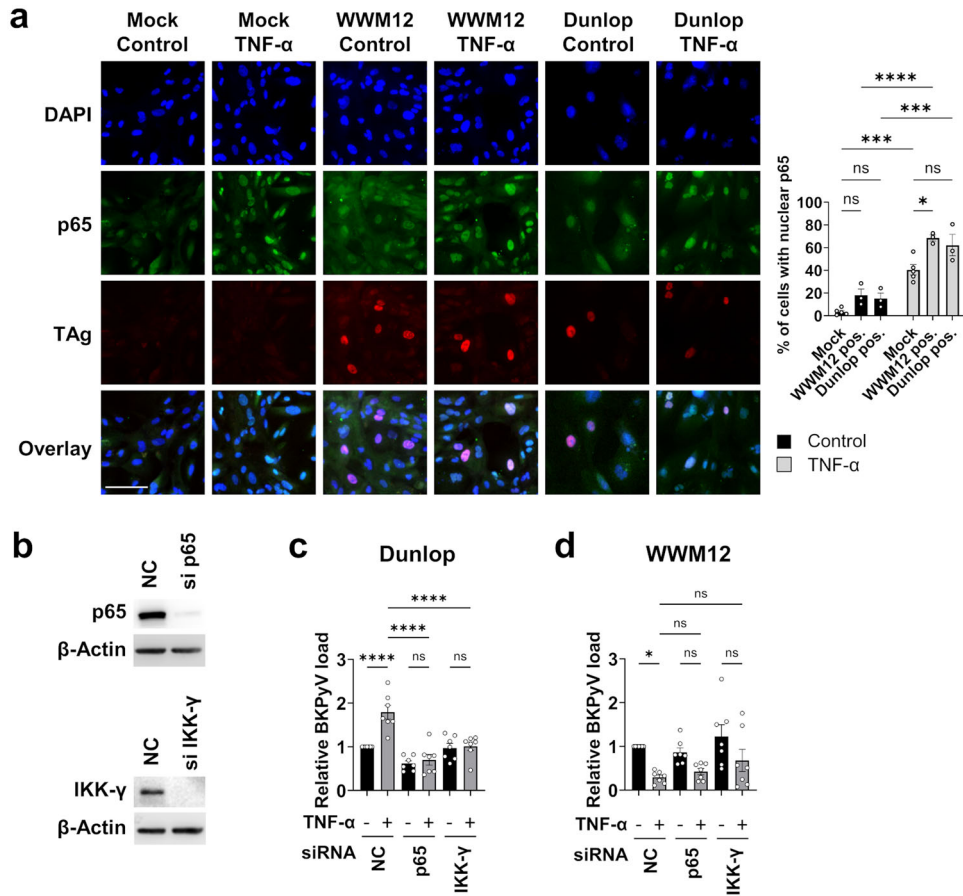 a
Mock Control
Mock TNF-α
WWM12 Control
WWM12 TNF-α
Dunlop Control
Dunlop TNF-α
DAPI
p65
TAg
Overlay
% of cells with nuclear p65
****
***
***
ns
ns
ns
*
100
80
60
40
20
0
Mock
WWM12 pos.
Dunlop pos.
Mock
WWM12 pos.
Dunlop pos.
Control
TNF-α
b
NC
si p65
p65
β-Actin
NC
si IKK-γ
IKK-γ
β-Actin
c
Dunlop
Relative BKPyV load
****
****
****
ns
ns
3
2
1
0
TNF-α - + - + - +
siRNA
NC
p65
IKK-γ
d
WWM12
Relative BKPyV load
ns
ns
*
ns
ns
3
2
1
0
TNF-α - + - + - +
siRNA
NC
p65
IKK-γ